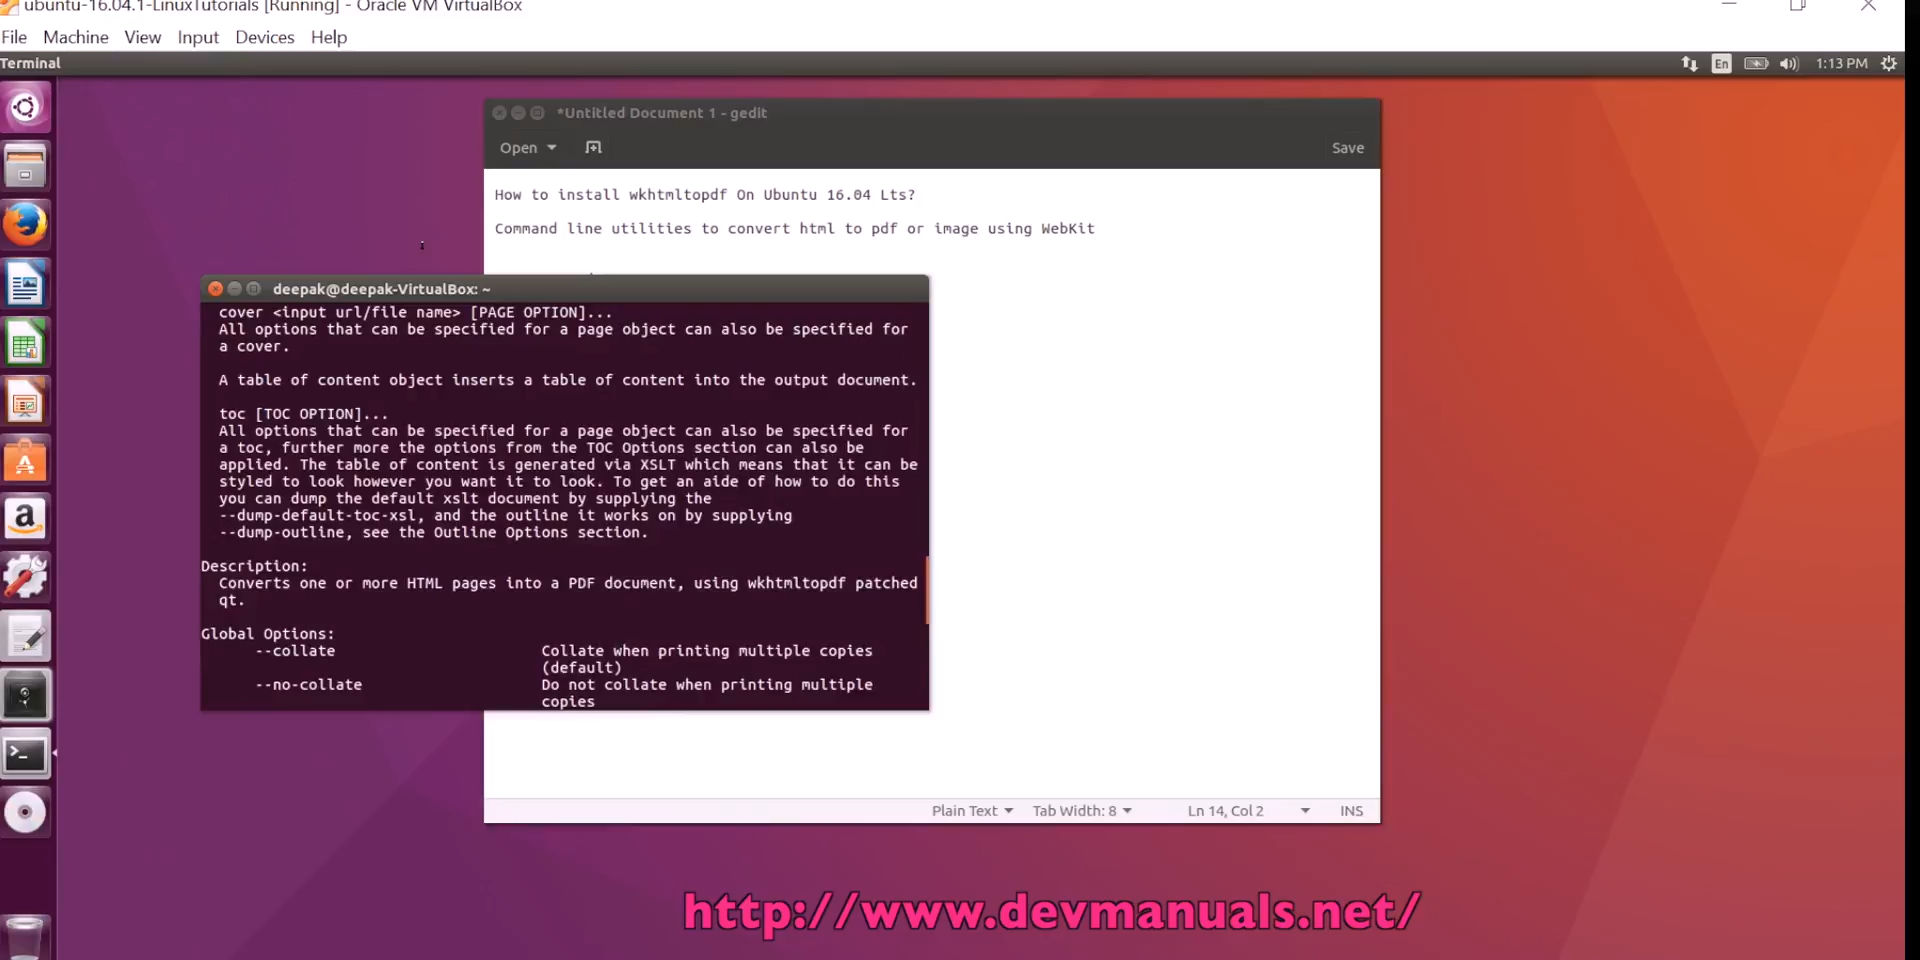 ubuntu-16.04.1-LinuxTutorials [Running] - Oracle VM VirtualBox
File Machine View Input Devices Help
Terminal
En
1:13 PM
*Untitled Document 1 - gedit
Open
Save
How to install wkhtmltopdf On Ubuntu 16.04 Lts?
Command line utilities to convert html to pdf or image using WebKit
deepak@deepak-VirtualBox: ~
cover <input url/file name> [PAGE OPTION]...
All options that can be specified for a page object can also be specified for
a cover.
A table of content object inserts a table of content into the output document.
toc [TOC OPTION]...
All options that can be specified for a page object can also be specified for
a toc, further more the options from the TOC Options section can also be
applied. The table of content is generated via XSLT which means that it can be
styled to look however you want it to look. To get an aide of how to do this
you can dump the default xslt document by supplying the
--dump-default-toc-xsl, and the outline it works on by supplying
--dump-outline, see the Outline Options section.
Description:
Converts one or more HTML pages into a PDF document, using wkhtmltopdf patched
qt.
Global Options:
--collate Collate when printing multiple copies
(default)
--no-collate Do not collate when printing multiple
copies
Plain Text Tab Width: 8 Ln 14, Col 2 INS
http://www.devmanuals.net/